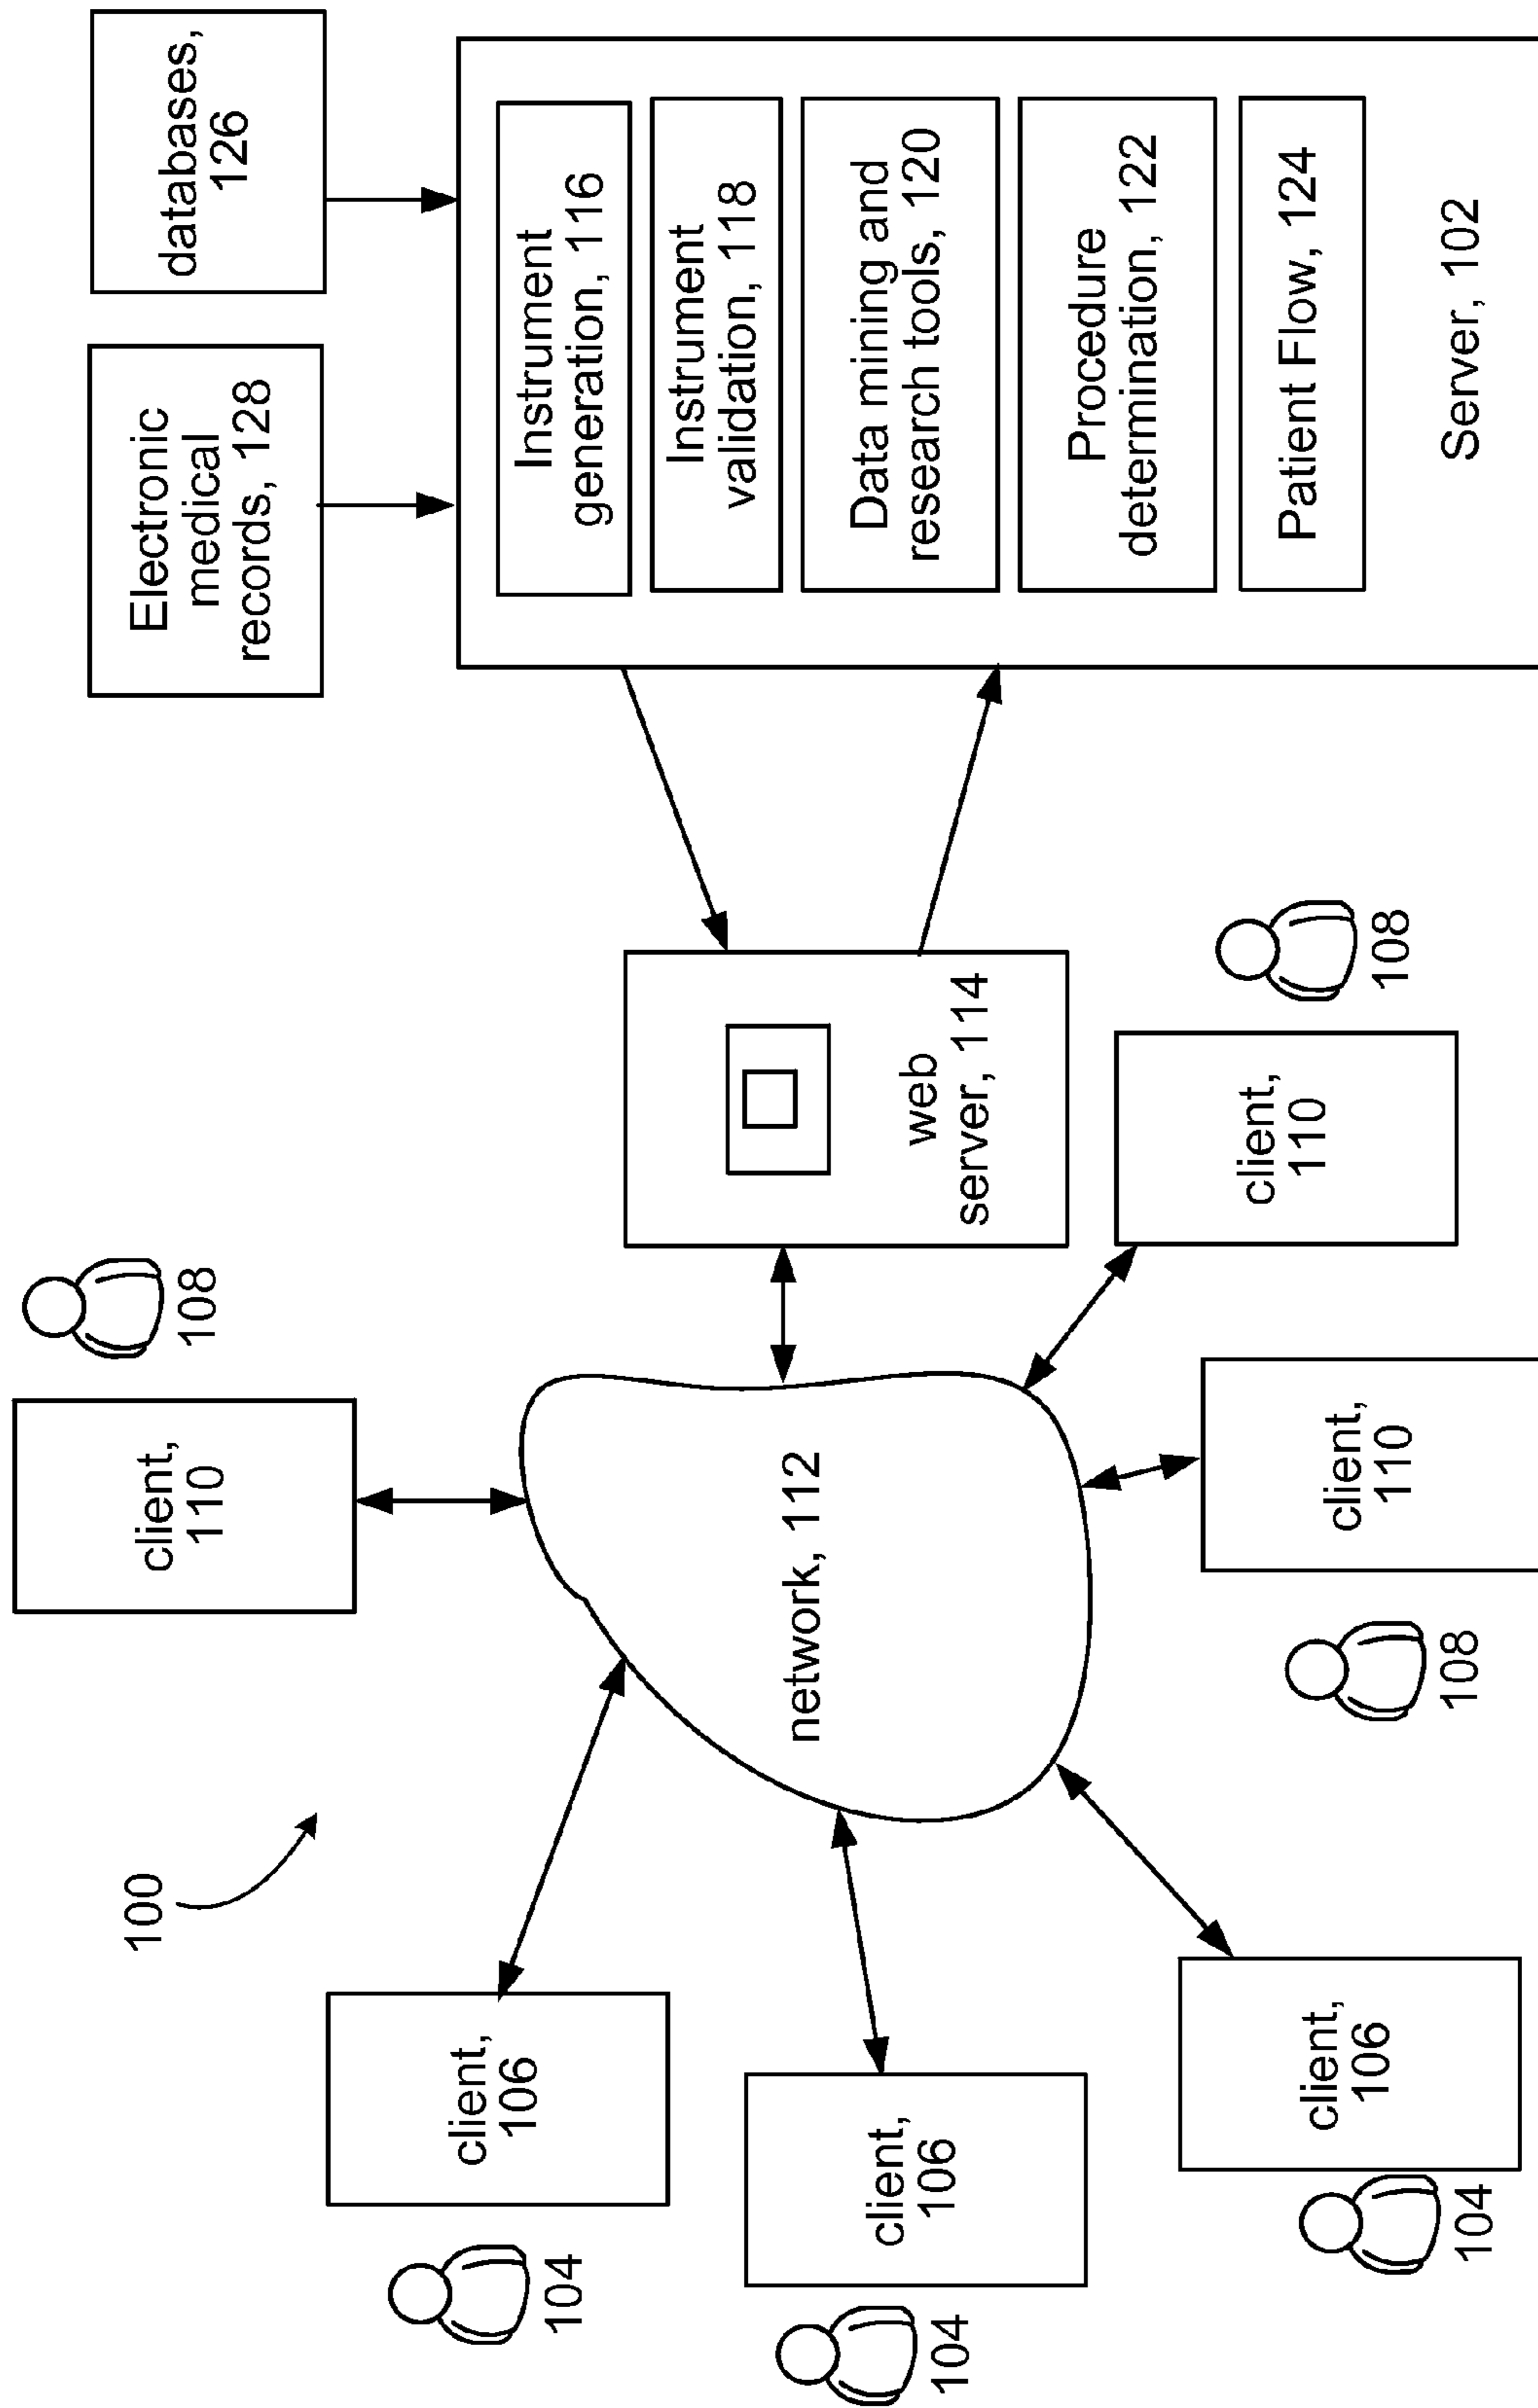 100
client,
106
104
client,
106
104
client,
106
104
network, 112
client,
110
108
client,
110
108
client,
110
108
web
server, 114
Electronic
medical
records, 128
databases,
126
Instrument
generation, 116
Instrument
validation, 118
Data mining and
research tools, 120
Procedure
determination, 122
Patient Flow, 124
Server, 102